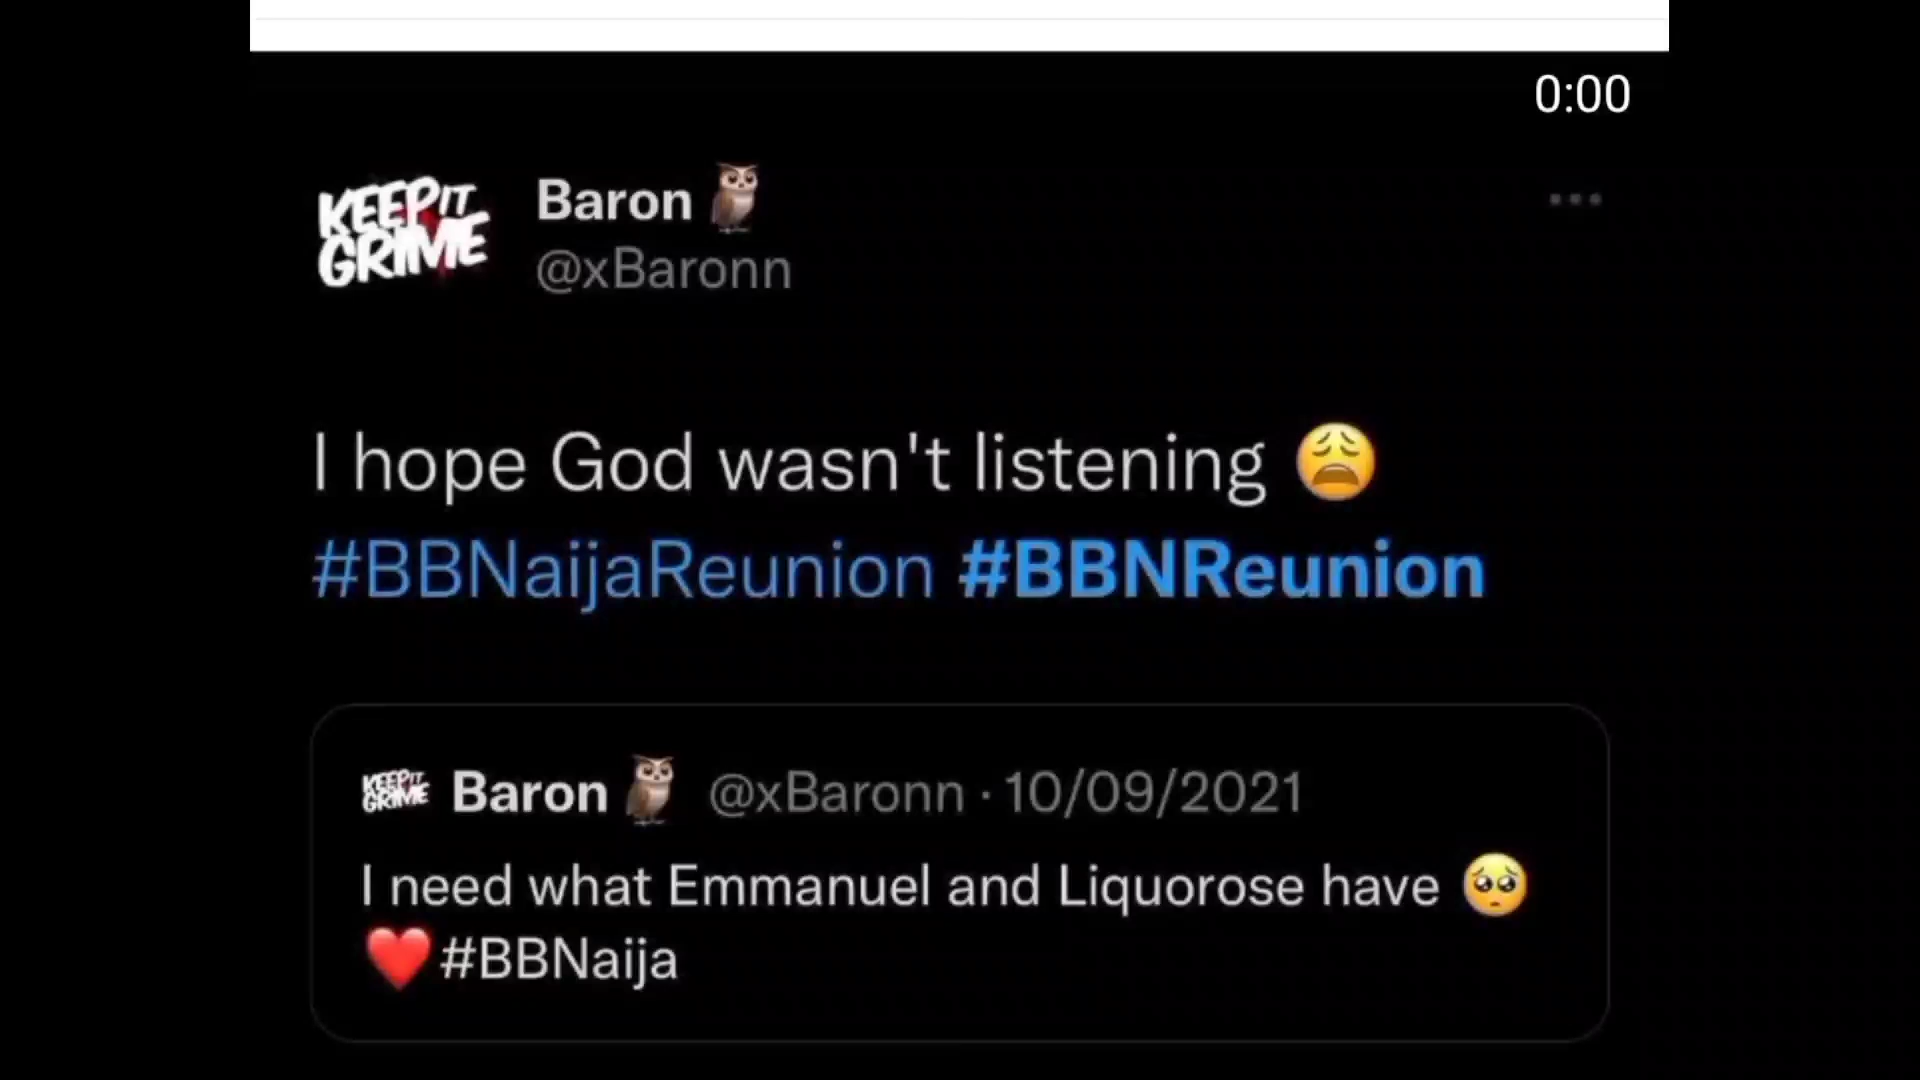 0:00
KEEP IT
GRIME
Baron 🦉
@xBaronn
I hope God wasn't listening 😩
#BBNaijaReunion #BBNReunion
KEEP IT
GRIME
Baron 🦉 @xBaronn · 10/09/2021
I need what Emmanuel and Liquorose have 🥺
❤️#BBNaija